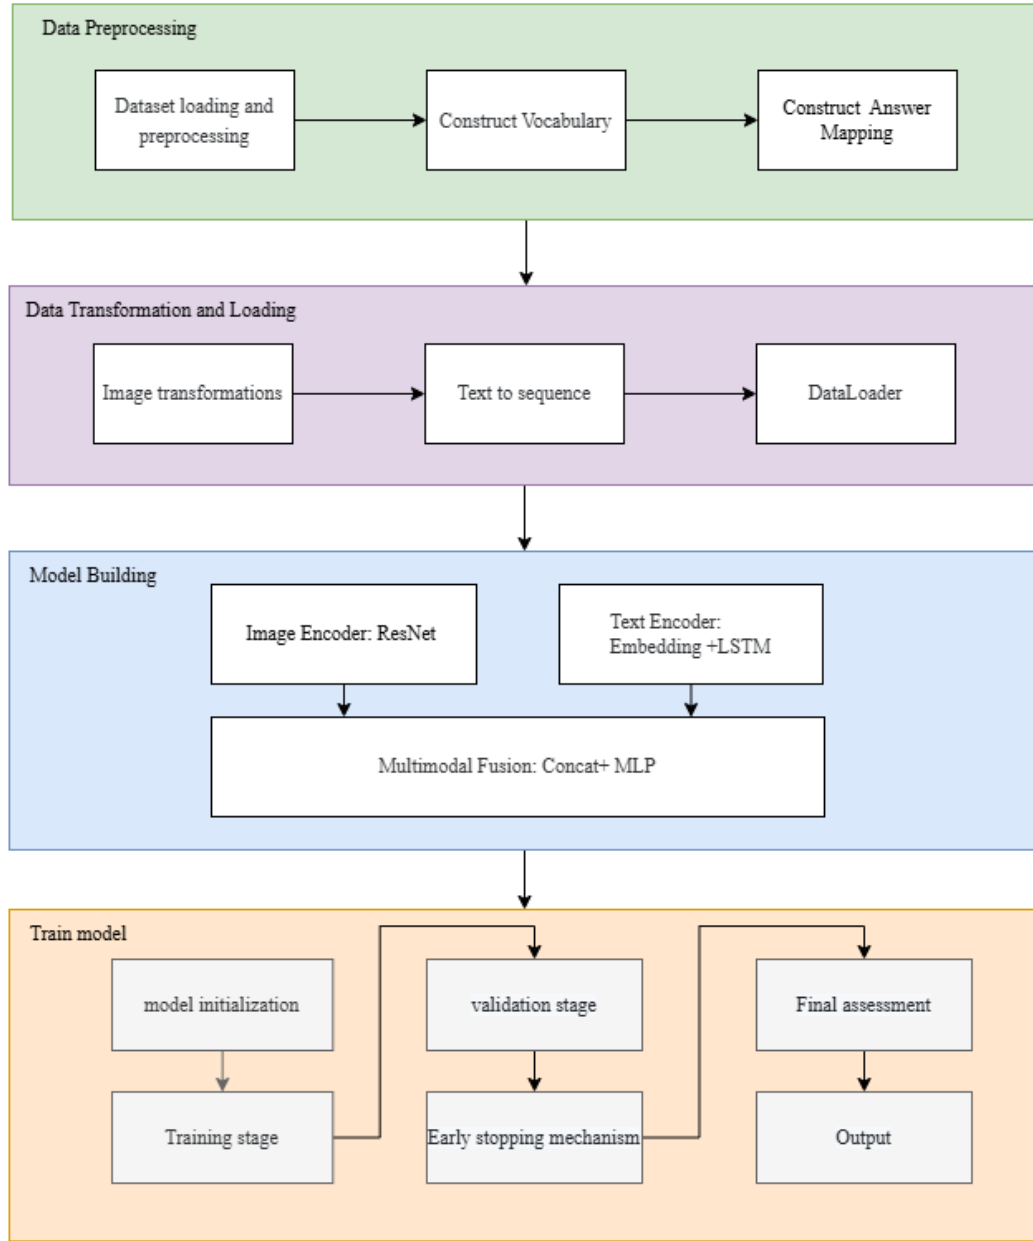 Data Preprocessing
Dataset loading and
preprocessing
Construct Vocabulary
Construct Answer
Mapping
Data Transformation and Loading
Image transformations
Text to sequence
DataLoader
Model Building
Image Encoder: ResNet
Text Encoder:
Embedding +LSTM
Multimodal Fusion: Concat+ MLP
Train model
model initialization
Training stage
validation stage
Early stopping mechanism
Final assessment
Output